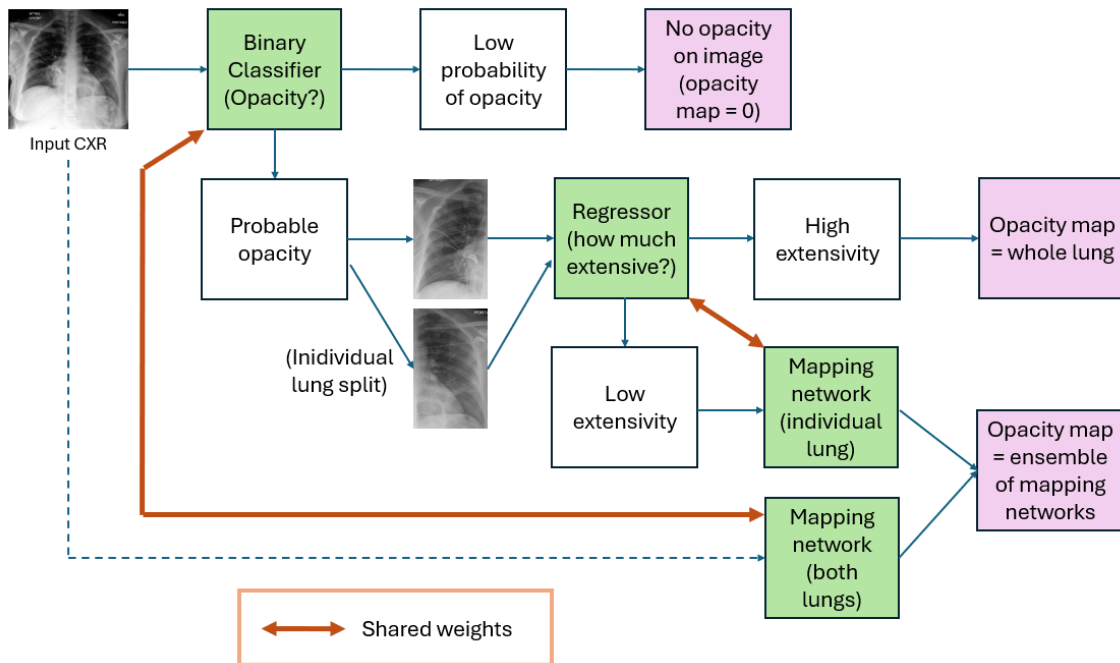 Input CXR
Binary
Classifier
(Opacity?)
Low
probability
of opacity
No opacity
on image
(opacity
map = 0)
Probable
opacity
(Inidividual
lung split)
Regressor
(how much
extensive?)
High
extensivity
Opacity map
= whole lung
Low
extensivity
Mapping
network
(individual
lung)
Opacity map
= ensemble
of mapping
networks
Mapping
network
(both
lungs)
Shared weights